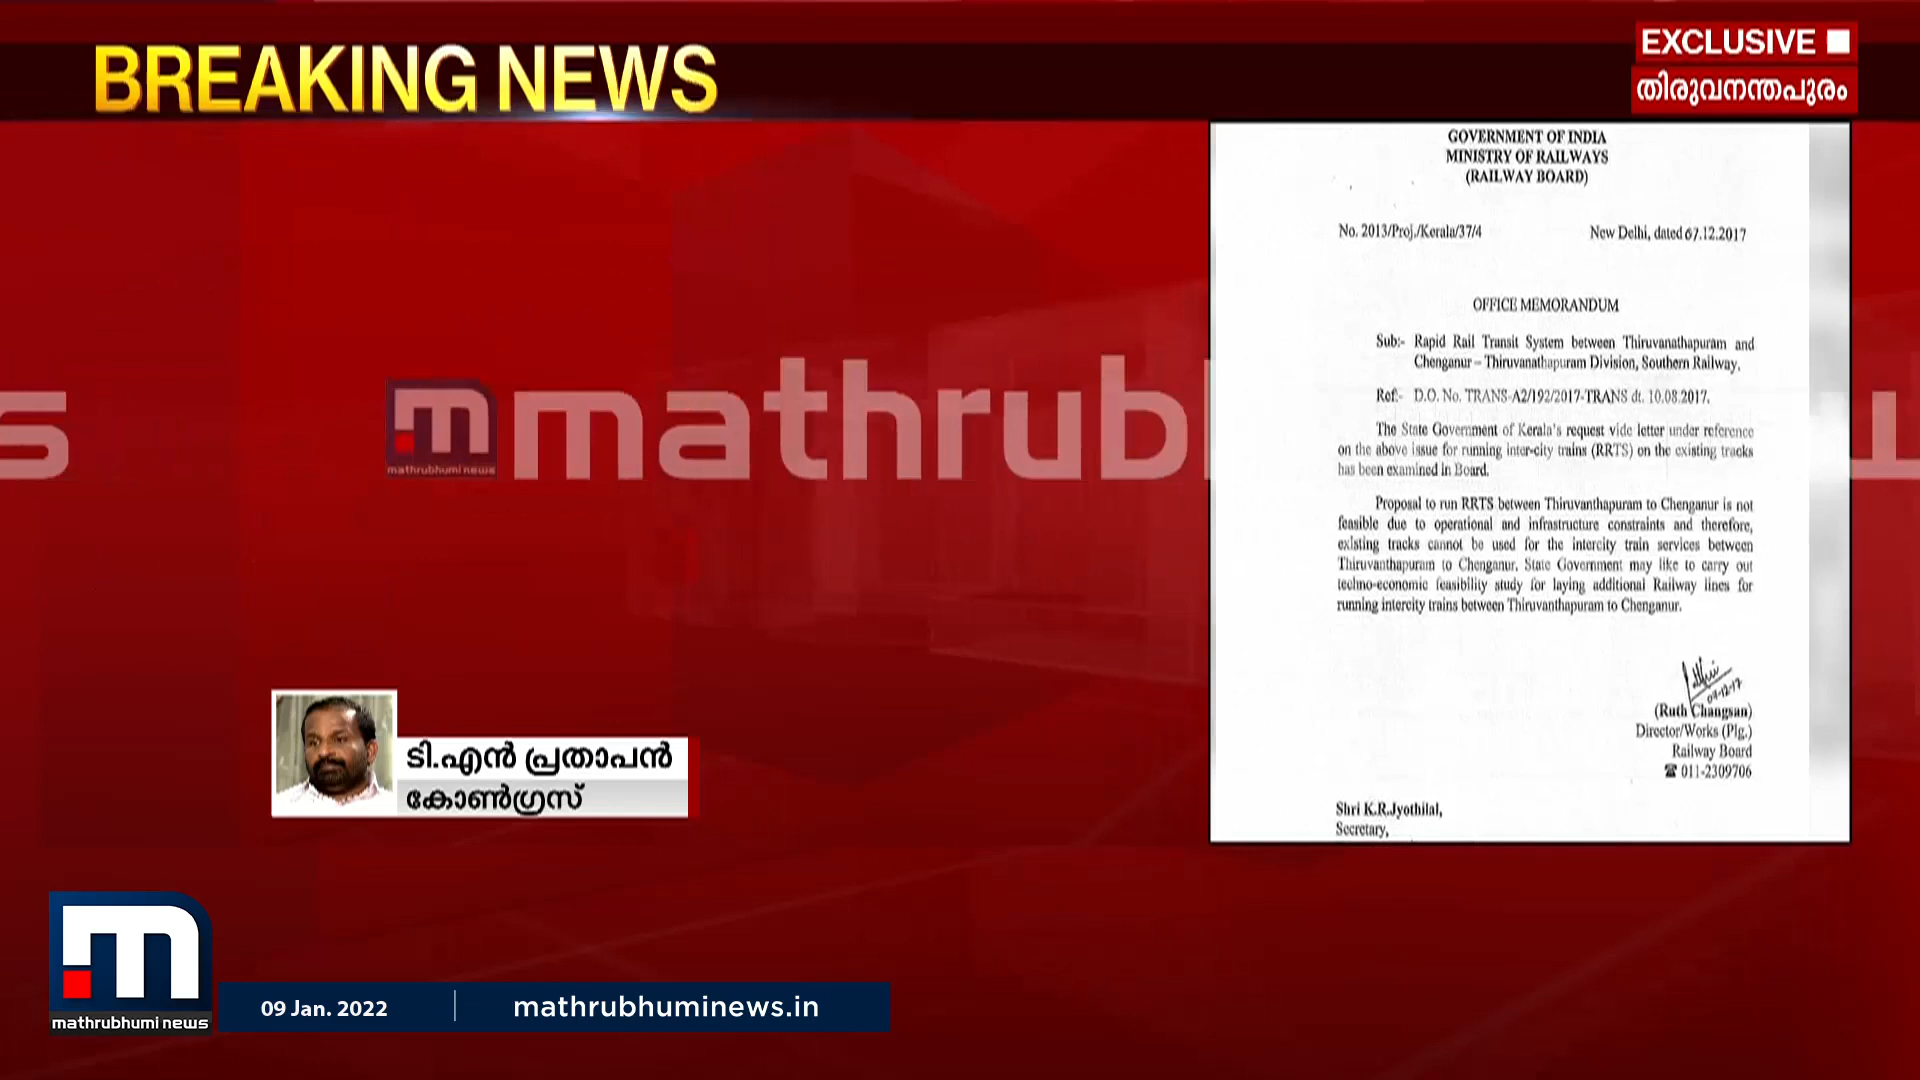 BREAKING NEWS
EXCLUSIVE
തിരുവനന്തപുരം
GOVERNMENT OF INDIA
MINISTRY OF RAILWAYS
(RAILWAY BOARD)
No. 2013/Proj./Kerala/37/4 New Delhi, dated 07.12.2017
OFFICE MEMORANDUM
Sub:- Rapid Rail Transit System between Thiruvanathapuram and
Chenganur – Thiruvanathapuram Division, Southern Railway.
Ref:- D.O. No. TRANS-A2/192/2017-TRANS dt. 10.08.2017.
The State Government of Kerala's request vide letter under reference
on the above issue for running inter-city trains (RRTS) on the existing tracks
has been examined in Board.
Proposal to run RRTS between Thiruvanthapuram to Chenganur is not
feasible due to operational and infrastructure constraints and therefore,
existing tracks cannot be used for the intercity train services between
Thiruvanthapuram to Chenganur. State Government may like to carry out
techno-economic feasibility study for laying additional Railway lines for
running intercity trains between Thiruvanthapuram to Chenganur.
07-12-17
(Ruth Changsan)
Director/Works (Plg.)
Railway Board
☎ 011-2309706
Shri K.R.Jyothilal,
Secretary,
s mathrubhumi news mathrub u
ടി.എൻ പ്രതാപൻ
കോൺഗ്രസ്
mathrubhumi news
09 Jan. 2022 mathrubhuminews.in